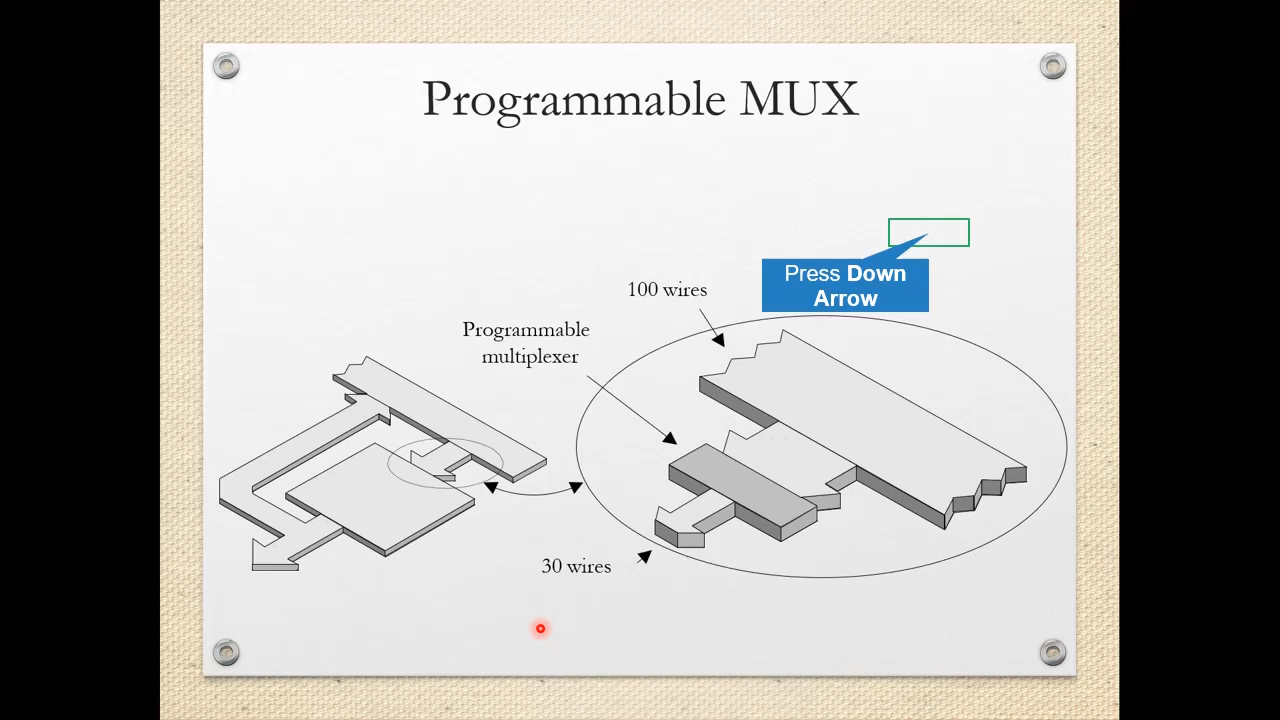 Programmable MUX
Press Down
Arrow
100 wires
Programmable
multiplexer
30 wires